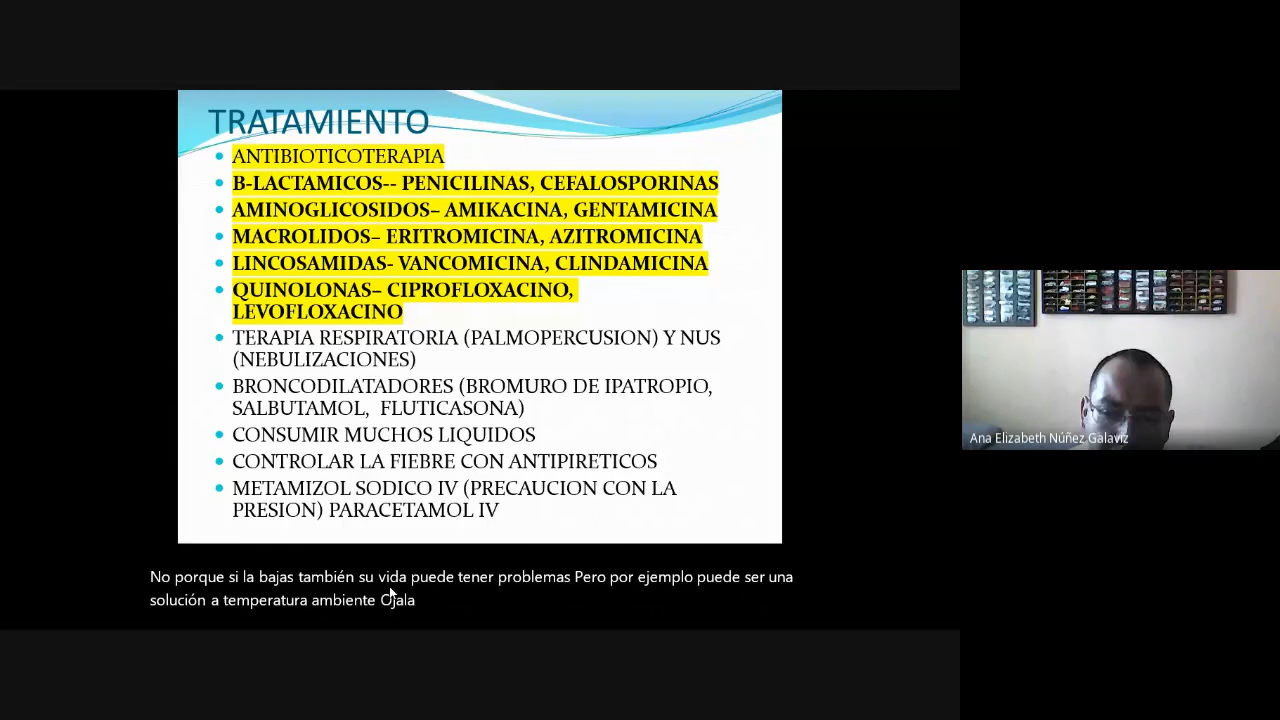 TRATAMIENTO
• ANTIBIOTICOTERAPIA
• B-LACTAMICOS-- PENICILINAS, CEFALOSPORINAS
• AMINOGLICOSIDOS– AMIKACINA, GENTAMICINA
• MACROLIDOS– ERITROMICINA, AZITROMICINA
• LINCOSAMIDAS- VANCOMICINA, CLINDAMICINA
• QUINOLONAS– CIPROFLOXACINO,
LEVOFLOXACINO
• TERAPIA RESPIRATORIA (PALMOPERCUSION) Y NUS
(NEBULIZACIONES)
• BRONCODILATADORES (BROMURO DE IPATROPIO,
SALBUTAMOL, FLUTICASONA)
• CONSUMIR MUCHOS LIQUIDOS
• CONTROLAR LA FIEBRE CON ANTIPIRETICOS
• METAMIZOL SODICO IV (PRECAUCION CON LA
PRESION) PARACETAMOL IV
No porque si la bajas también su vida puede tener problemas Pero por ejemplo puede ser una
solución a temperatura ambiente Ojala
Ana Elizabeth Núñez Galaviz